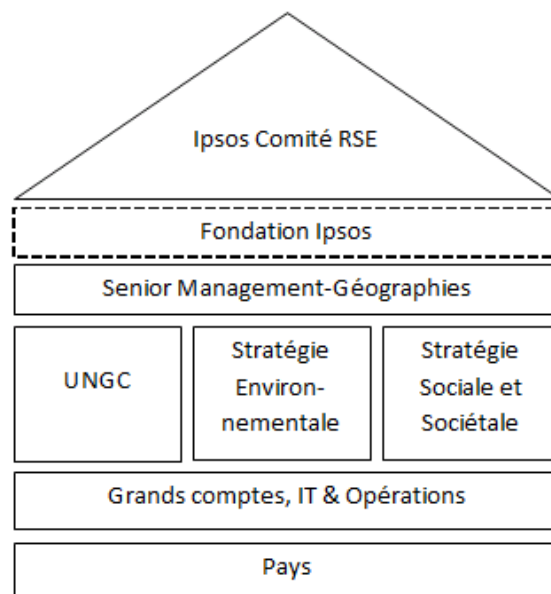 Ipsos Comité RSE
Fondation Ipsos
Senior Management-Géographies
UNGC
Stratégie
Environ-
nementale
Stratégie
Sociale et
Sociétale
Grands comptes, IT & Opérations
Pays